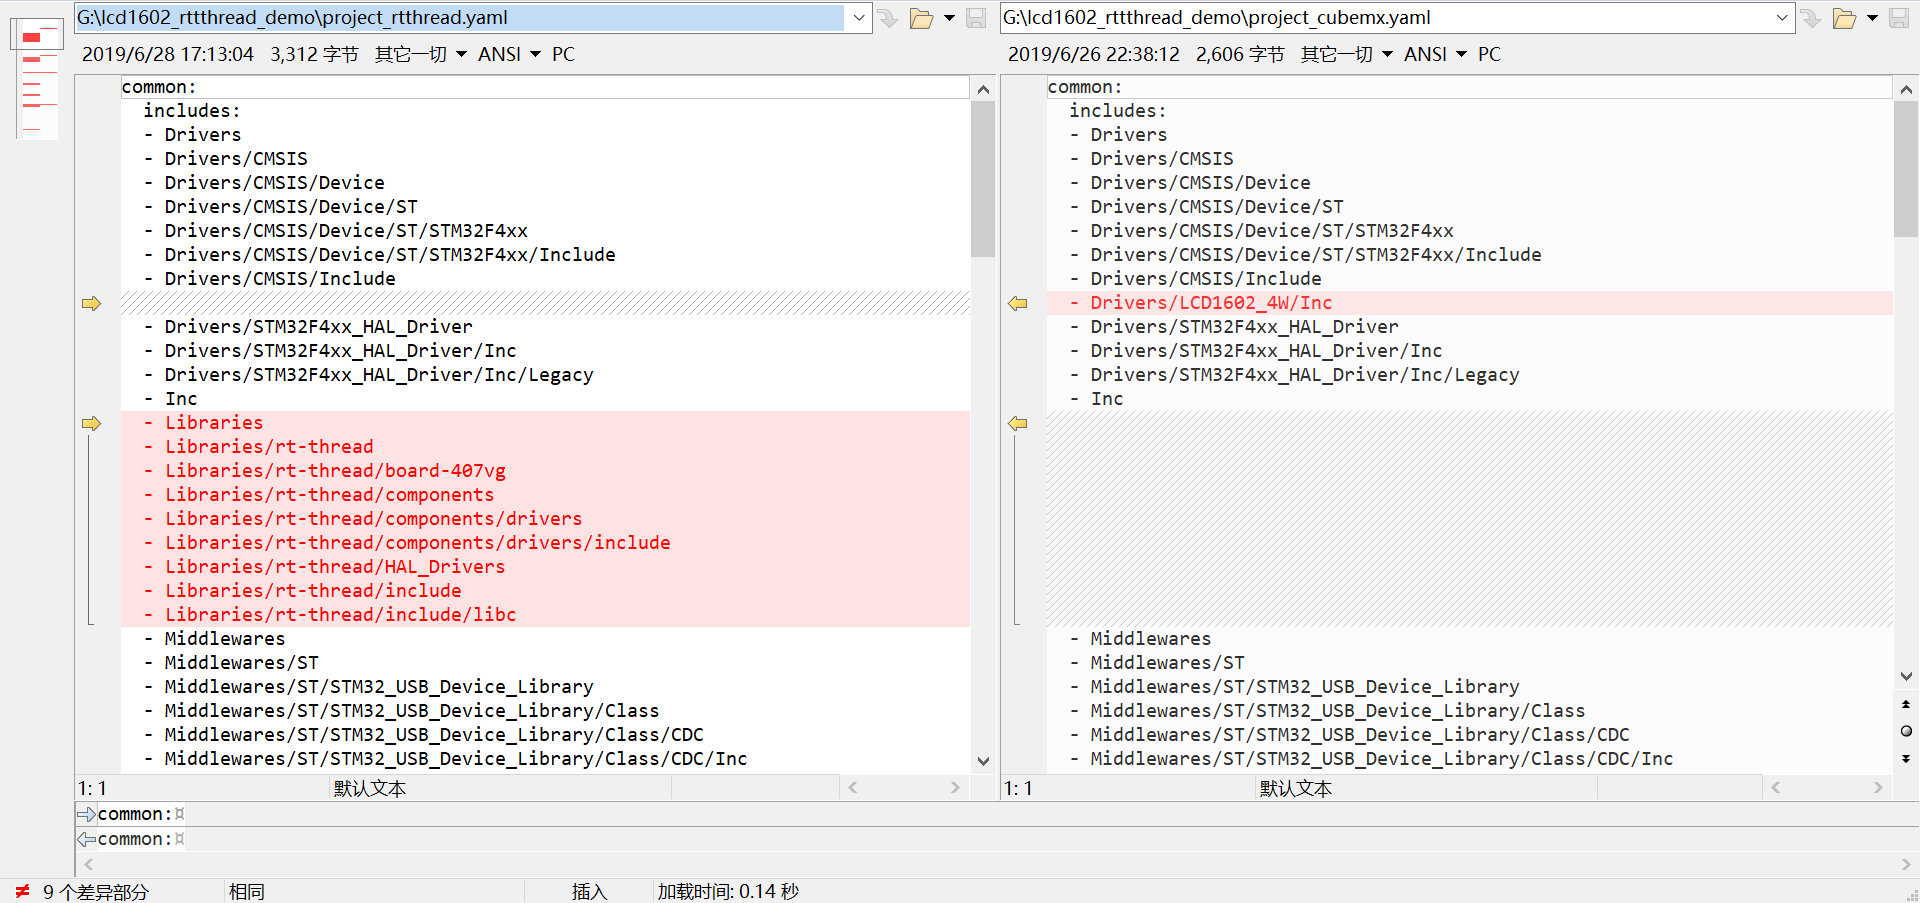 G:\lcd1602_rttthread_demo\project_rtthread.yaml
2019/6/28 17:13:04 3,312 字节 其它一切 ANSI PC
common:
includes:
- Drivers
- Drivers/CMSIS
- Drivers/CMSIS/Device
- Drivers/CMSIS/Device/ST
- Drivers/CMSIS/Device/ST/STM32F4xx
- Drivers/CMSIS/Device/ST/STM32F4xx/Include
- Drivers/CMSIS/Include
- Drivers/STM32F4xx_HAL_Driver
- Drivers/STM32F4xx_HAL_Driver/Inc
- Drivers/STM32F4xx_HAL_Driver/Inc/Legacy
- Inc
- Libraries
- Libraries/rt-thread
- Libraries/rt-thread/board-407vg
- Libraries/rt-thread/components
- Libraries/rt-thread/components/drivers
- Libraries/rt-thread/components/drivers/include
- Libraries/rt-thread/HAL_Drivers
- Libraries/rt-thread/include
- Libraries/rt-thread/include/libc
- Middlewares
- Middlewares/ST
- Middlewares/ST/STM32_USB_Device_Library
- Middlewares/ST/STM32_USB_Device_Library/Class
- Middlewares/ST/STM32_USB_Device_Library/Class/CDC
- Middlewares/ST/STM32_USB_Device_Library/Class/CDC/Inc
1: 1 默认文本
G:\lcd1602_rttthread_demo\project_cubemx.yaml
2019/6/26 22:38:12 2,606 字节 其它一切 ANSI PC
common:
includes:
- Drivers
- Drivers/CMSIS
- Drivers/CMSIS/Device
- Drivers/CMSIS/Device/ST
- Drivers/CMSIS/Device/ST/STM32F4xx
- Drivers/CMSIS/Device/ST/STM32F4xx/Include
- Drivers/CMSIS/Include
- Drivers/LCD1602_4W/Inc
- Drivers/STM32F4xx_HAL_Driver
- Drivers/STM32F4xx_HAL_Driver/Inc
- Drivers/STM32F4xx_HAL_Driver/Inc/Legacy
- Inc
- Middlewares
- Middlewares/ST
- Middlewares/ST/STM32_USB_Device_Library
- Middlewares/ST/STM32_USB_Device_Library/Class
- Middlewares/ST/STM32_USB_Device_Library/Class/CDC
- Middlewares/ST/STM32_USB_Device_Library/Class/CDC/Inc
1: 1 默认文本
common:¤
common:¤
≠ 9 个差异部分 相同 插入 加载时间: 0.14 秒